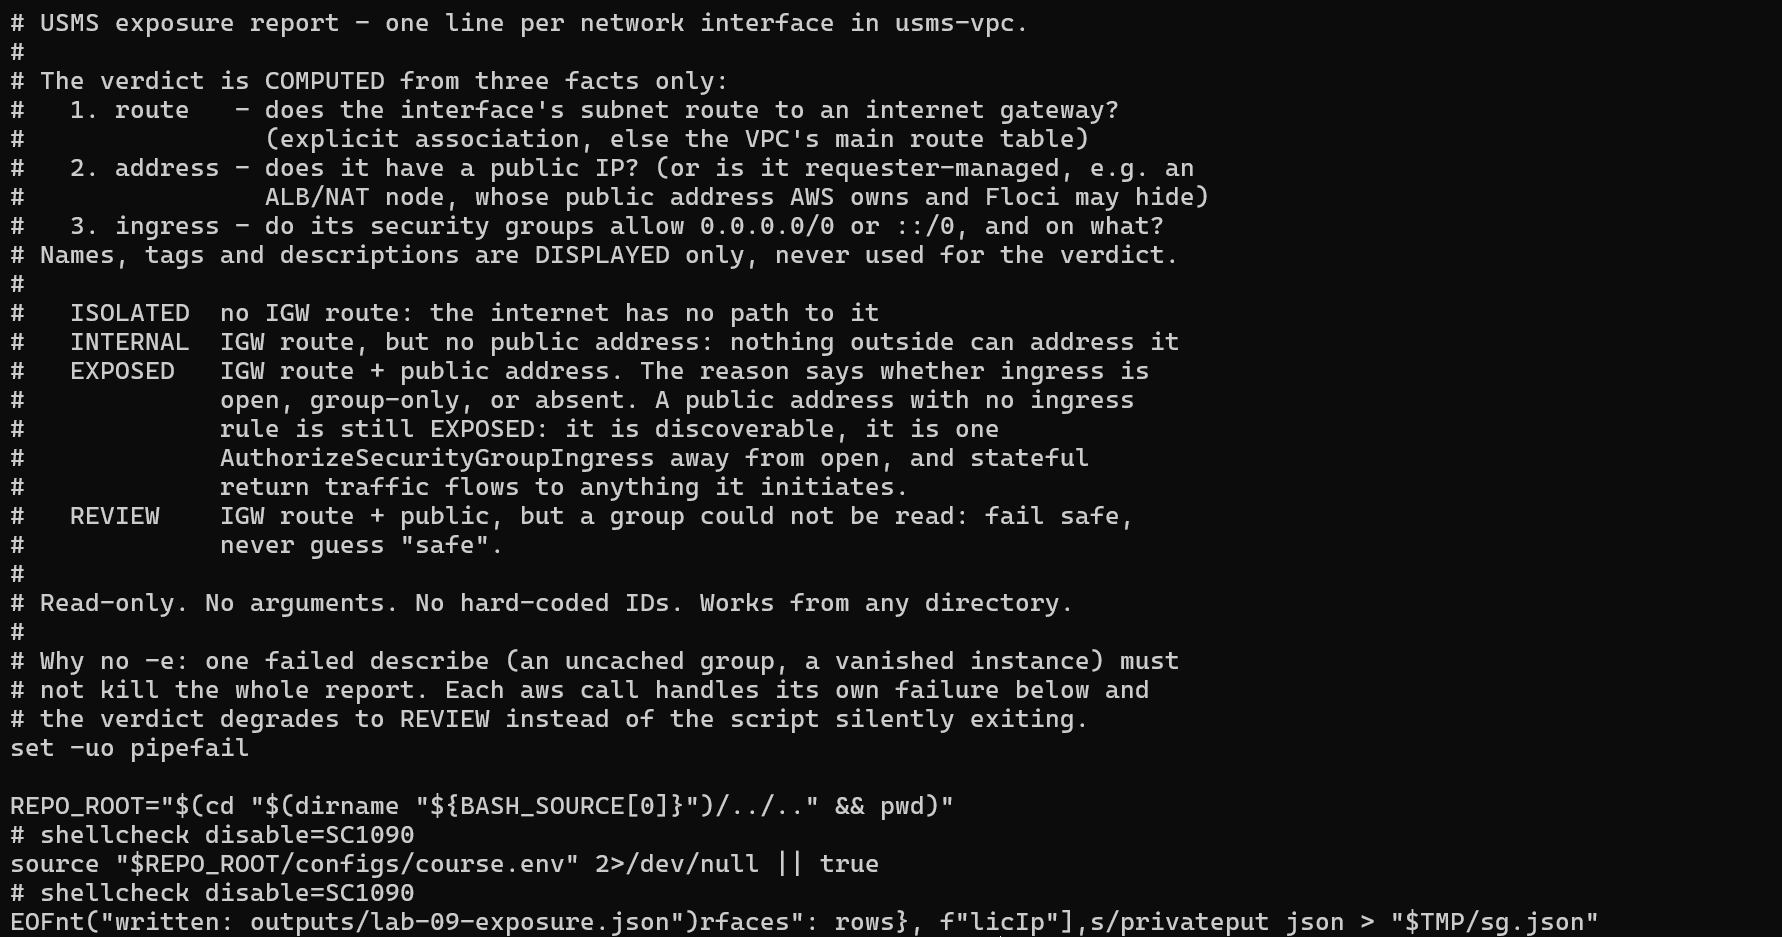 # USMS exposure report - one line per network interface in usms-vpc.
#
# The verdict is COMPUTED from three facts only:
#   1. route   - does the interface's subnet route to an internet gateway?
#                (explicit association, else the VPC's main route table)
#   2. address - does it have a public IP? (or is it requester-managed, e.g. an
#                ALB/NAT node, whose public address AWS owns and Floci may hide)
#   3. ingress - do its security groups allow 0.0.0.0/0 or ::/0, and on what?
# Names, tags and descriptions are DISPLAYED only, never used for the verdict.
#
#   ISOLATED  no IGW route: the internet has no path to it
#   INTERNAL  IGW route, but no public address: nothing outside can address it
#   EXPOSED   IGW route + public address. The reason says whether ingress is
#             open, group-only, or absent. A public address with no ingress
#             rule is still EXPOSED: it is discoverable, it is one
#             AuthorizeSecurityGroupIngress away from open, and stateful
#             return traffic flows to anything it initiates.
#   REVIEW    IGW route + public, but a group could not be read: fail safe,
#             never guess "safe".
#
# Read-only. No arguments. No hard-coded IDs. Works from any directory.
#
# Why no -e: one failed describe (an uncached group, a vanished instance) must
# not kill the whole report. Each aws call handles its own failure below and
# the verdict degrades to REVIEW instead of the script silently exiting.
set -uo pipefail

REPO_ROOT="$(cd "$(dirname "${BASH_SOURCE[0]}")/../.." && pwd)"
# shellcheck disable=SC1090
source "$REPO_ROOT/configs/course.env" 2>/dev/null || true
# shellcheck disable=SC1090
EOFnt("written: outputs/lab-09-exposure.json")rfaces": rows}, f"licIp"],s/privateput json > "$TMP/sg.json"